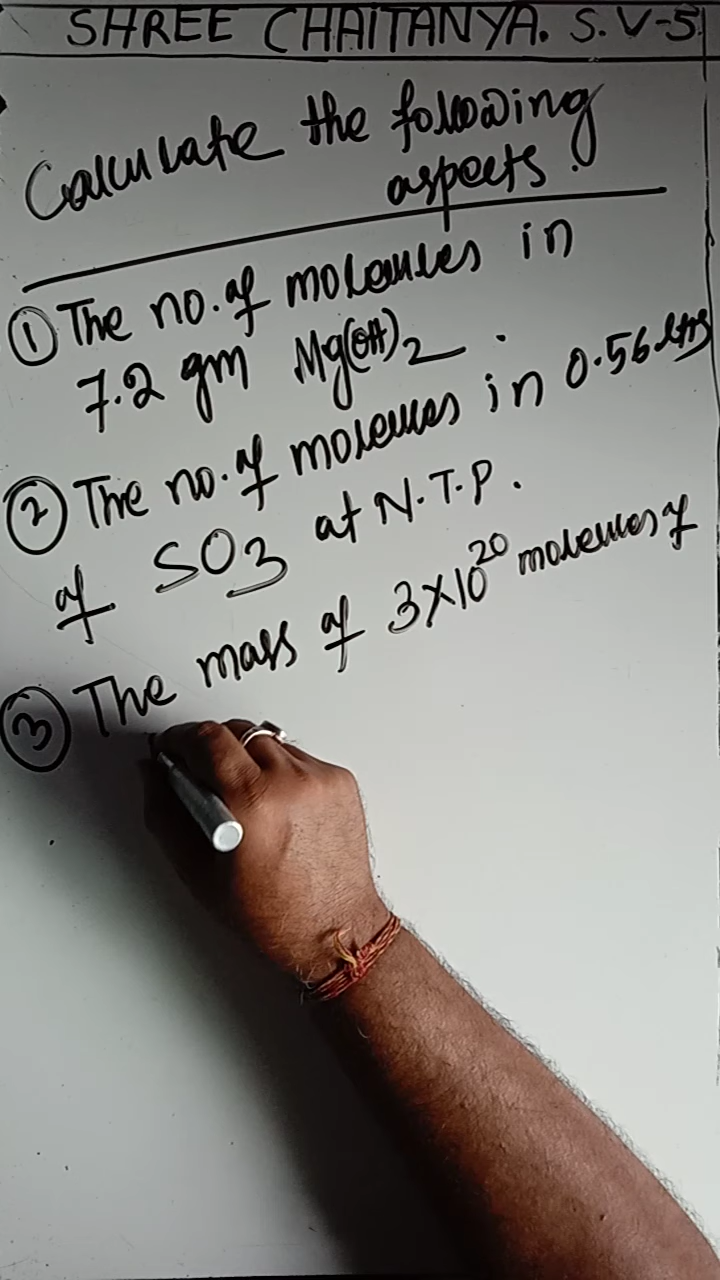 SHREE CHAITANYA. S.V-5
Calculate the following
aspects.
① The no.of molecules in
7.2 gm Mg(OH)2.
② The no.of molecules in 0.56 ltrs
of SO3 at N.T.P.
③ The mass of 3×10^20 molecules of